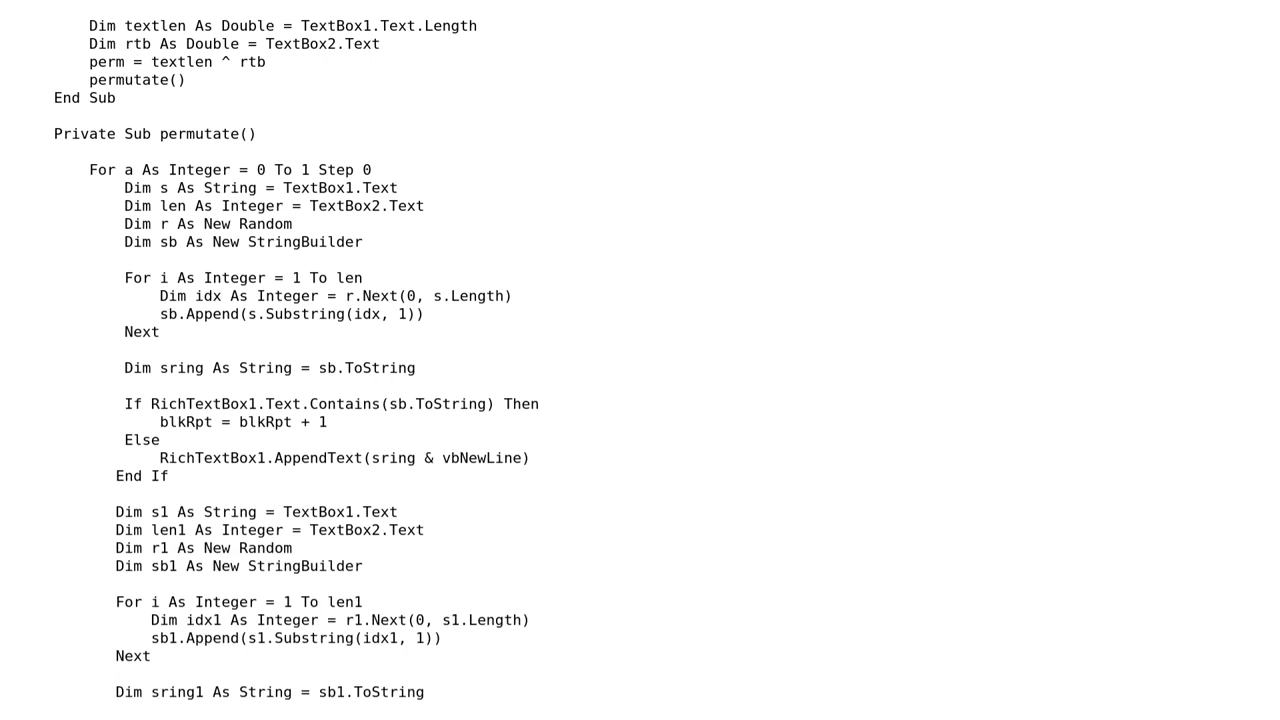 Dim textlen As Double = TextBox1.Text.Length
Dim rtb As Double = TextBox2.Text
perm = textlen ^ rtb
permutate()
End Sub
Private Sub permutate()
For a As Integer = 0 To 1 Step 0
Dim s As String = TextBox1.Text
Dim len As Integer = TextBox2.Text
Dim r As New Random
Dim sb As New StringBuilder
For i As Integer = 1 To len
Dim idx As Integer = r.Next(0, s.Length)
sb.Append(s.Substring(idx, 1))
Next
Dim sring As String = sb.ToString
If RichTextBox1.Text.Contains(sb.ToString) Then
blkRpt = blkRpt + 1
Else
RichTextBox1.AppendText(sring & vbNewLine)
End If
Dim s1 As String = TextBox1.Text
Dim len1 As Integer = TextBox2.Text
Dim r1 As New Random
Dim sb1 As New StringBuilder
For i As Integer = 1 To len1
Dim idx1 As Integer = r1.Next(0, s1.Length)
sb1.Append(s1.Substring(idx1, 1))
Next
Dim sring1 As String = sb1.ToString